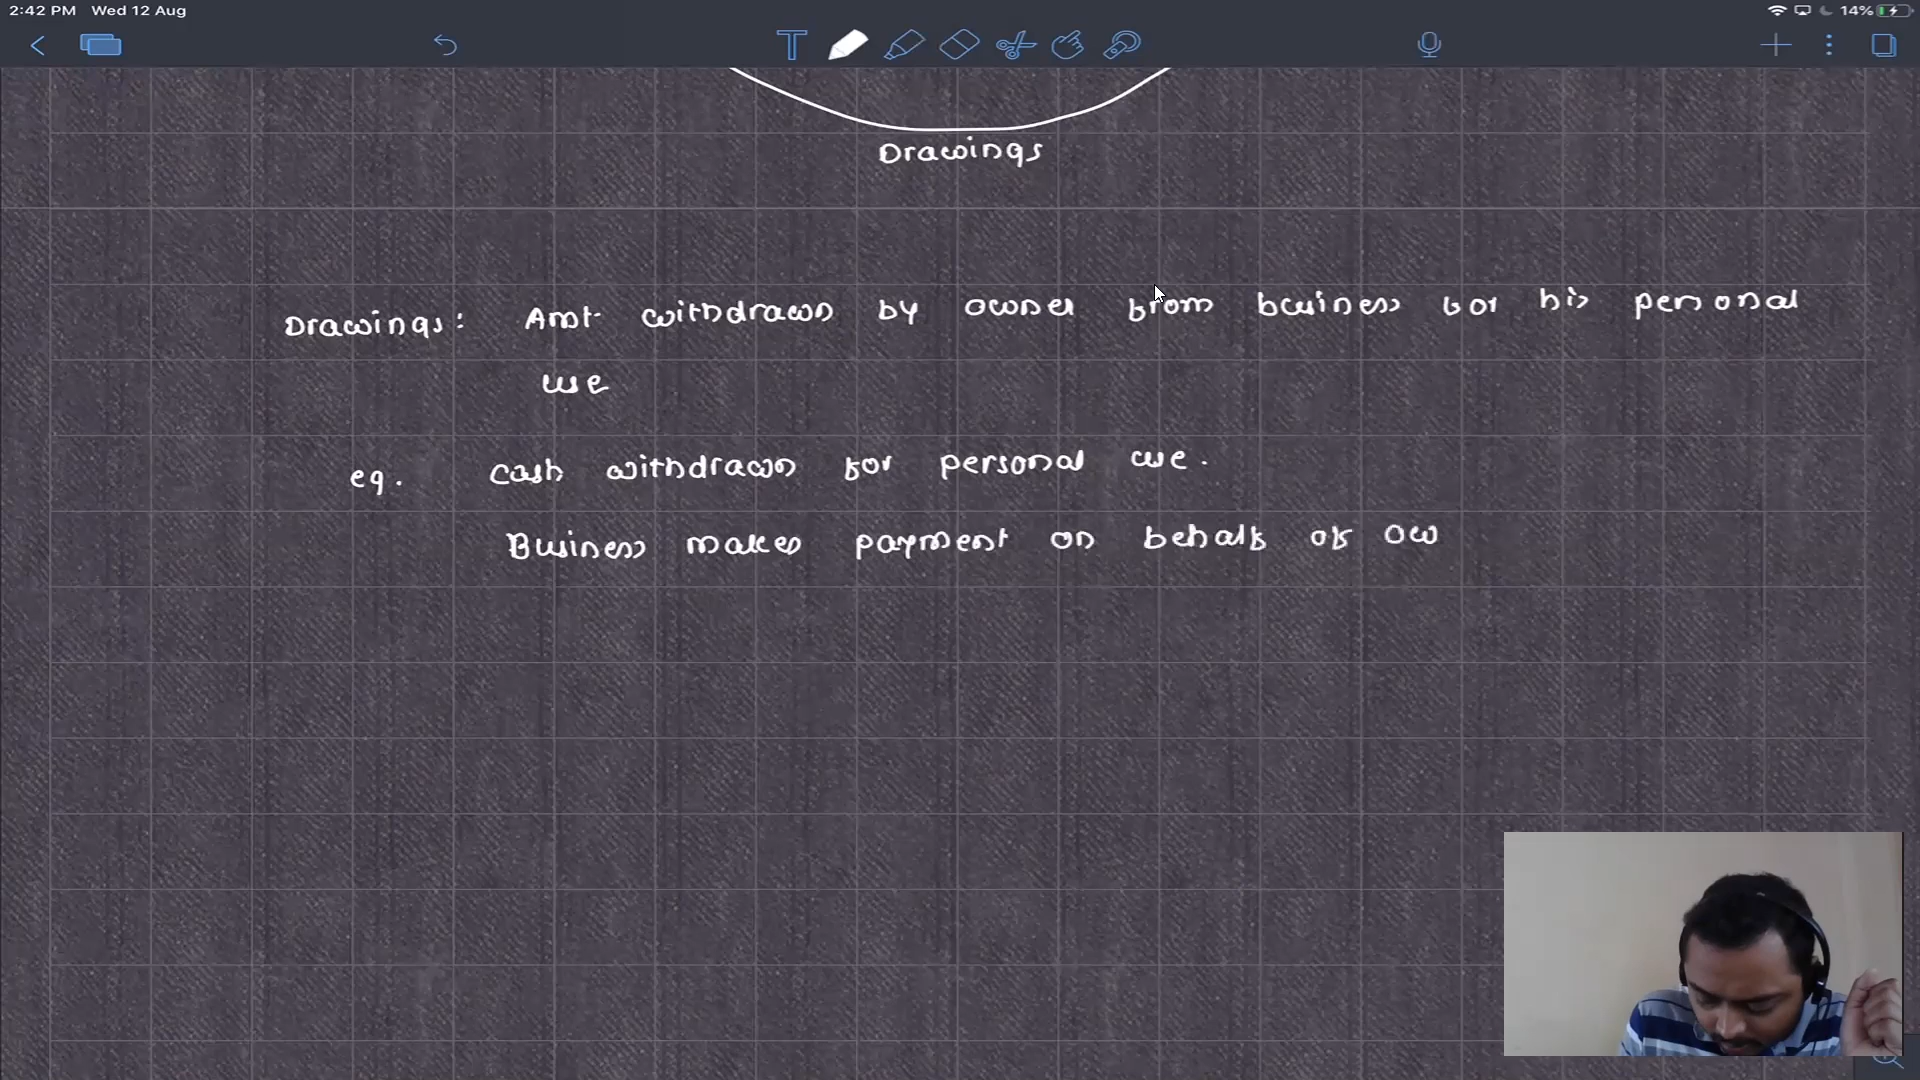 2:42 PM Wed 12 Aug 14%
T
Drawings
Drawings: Amt. withdrawn by owner from business for his personal
use
eg. Cash withdrawn for personal use.
Business makes payment on behalf of ow